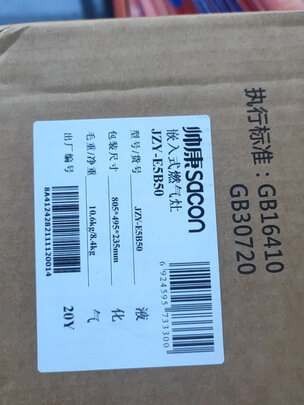 帅康sacon
嵌入式燃气灶
JZY-E5B50
型号/货号 JZY-E5B50
包装尺寸 805*495*235mm
毛重/净重 10.6kg/8.4kg
出厂编号
8A4124282111120014
液化气
20Y
6924595733300
执行标准：GB16410
GB30720